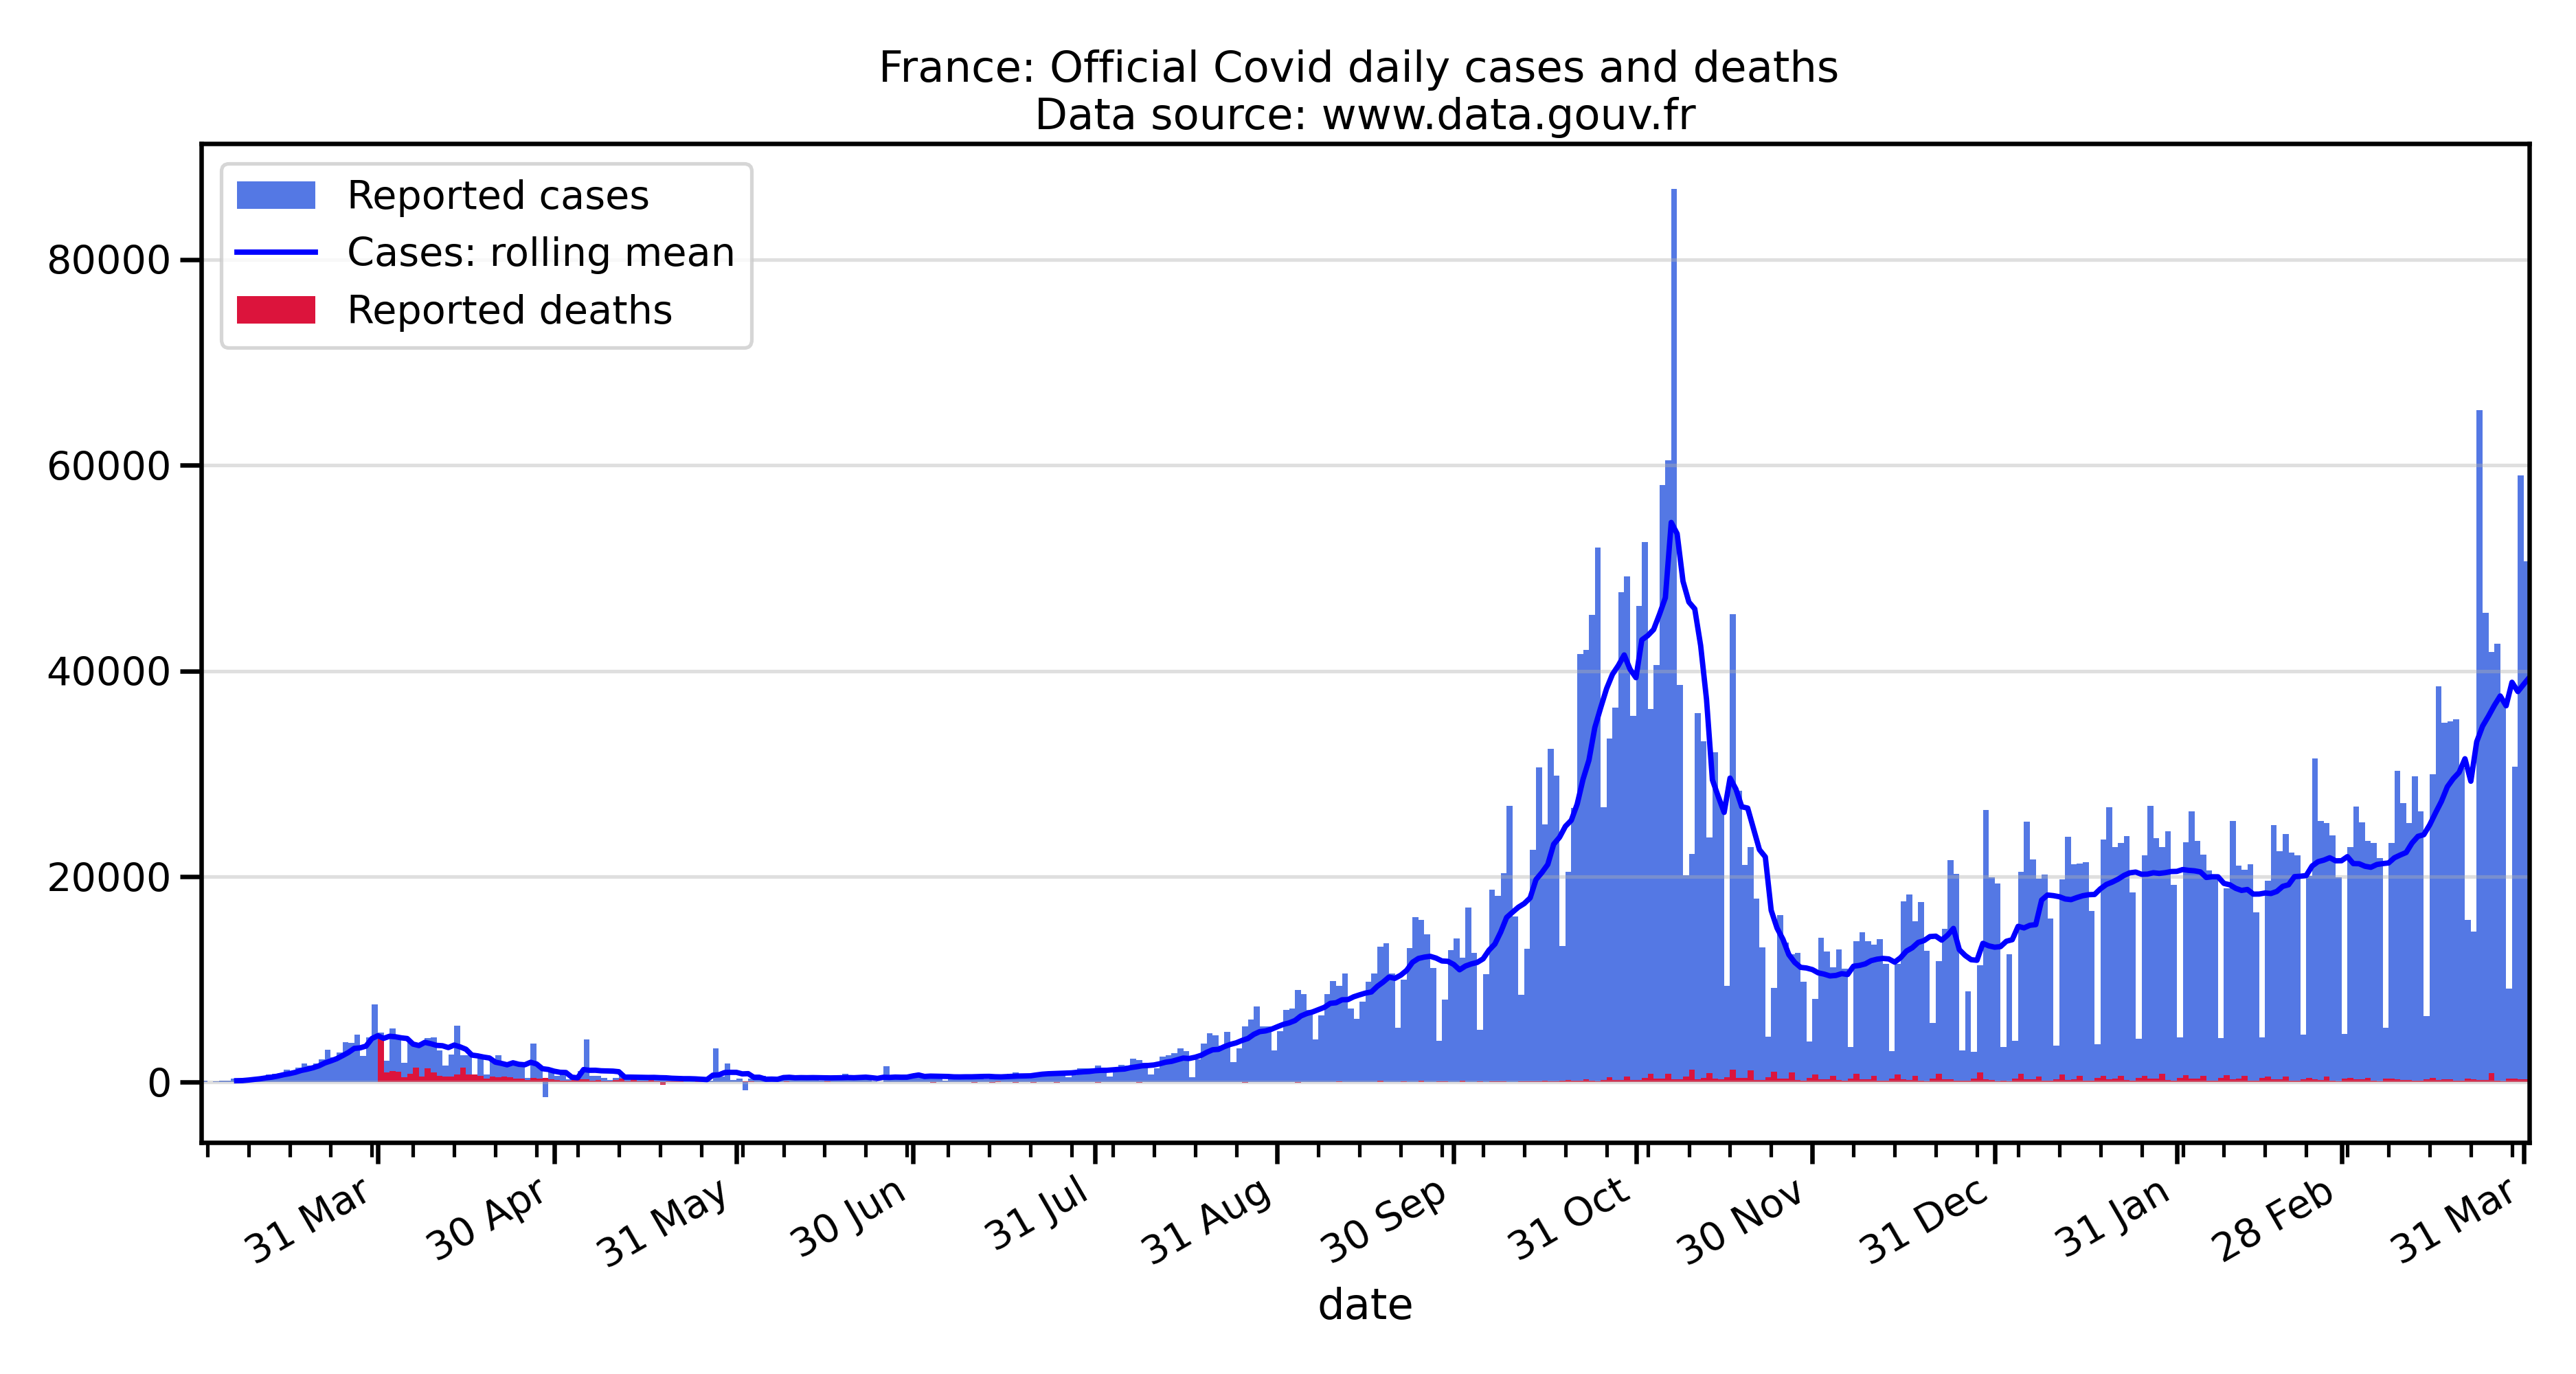 France: Official Covid daily cases and deaths
Data source: www.data.gouv.fr
Reported cases
Cases: rolling mean
Reported deaths
80000
60000
40000
20000
0
31 Mar
30 Apr
31 May
30 Jun
31 Jul
31 Aug
30 Sep
31 Oct
30 Nov
31 Dec
31 Jan
28 Feb
31 Mar
date